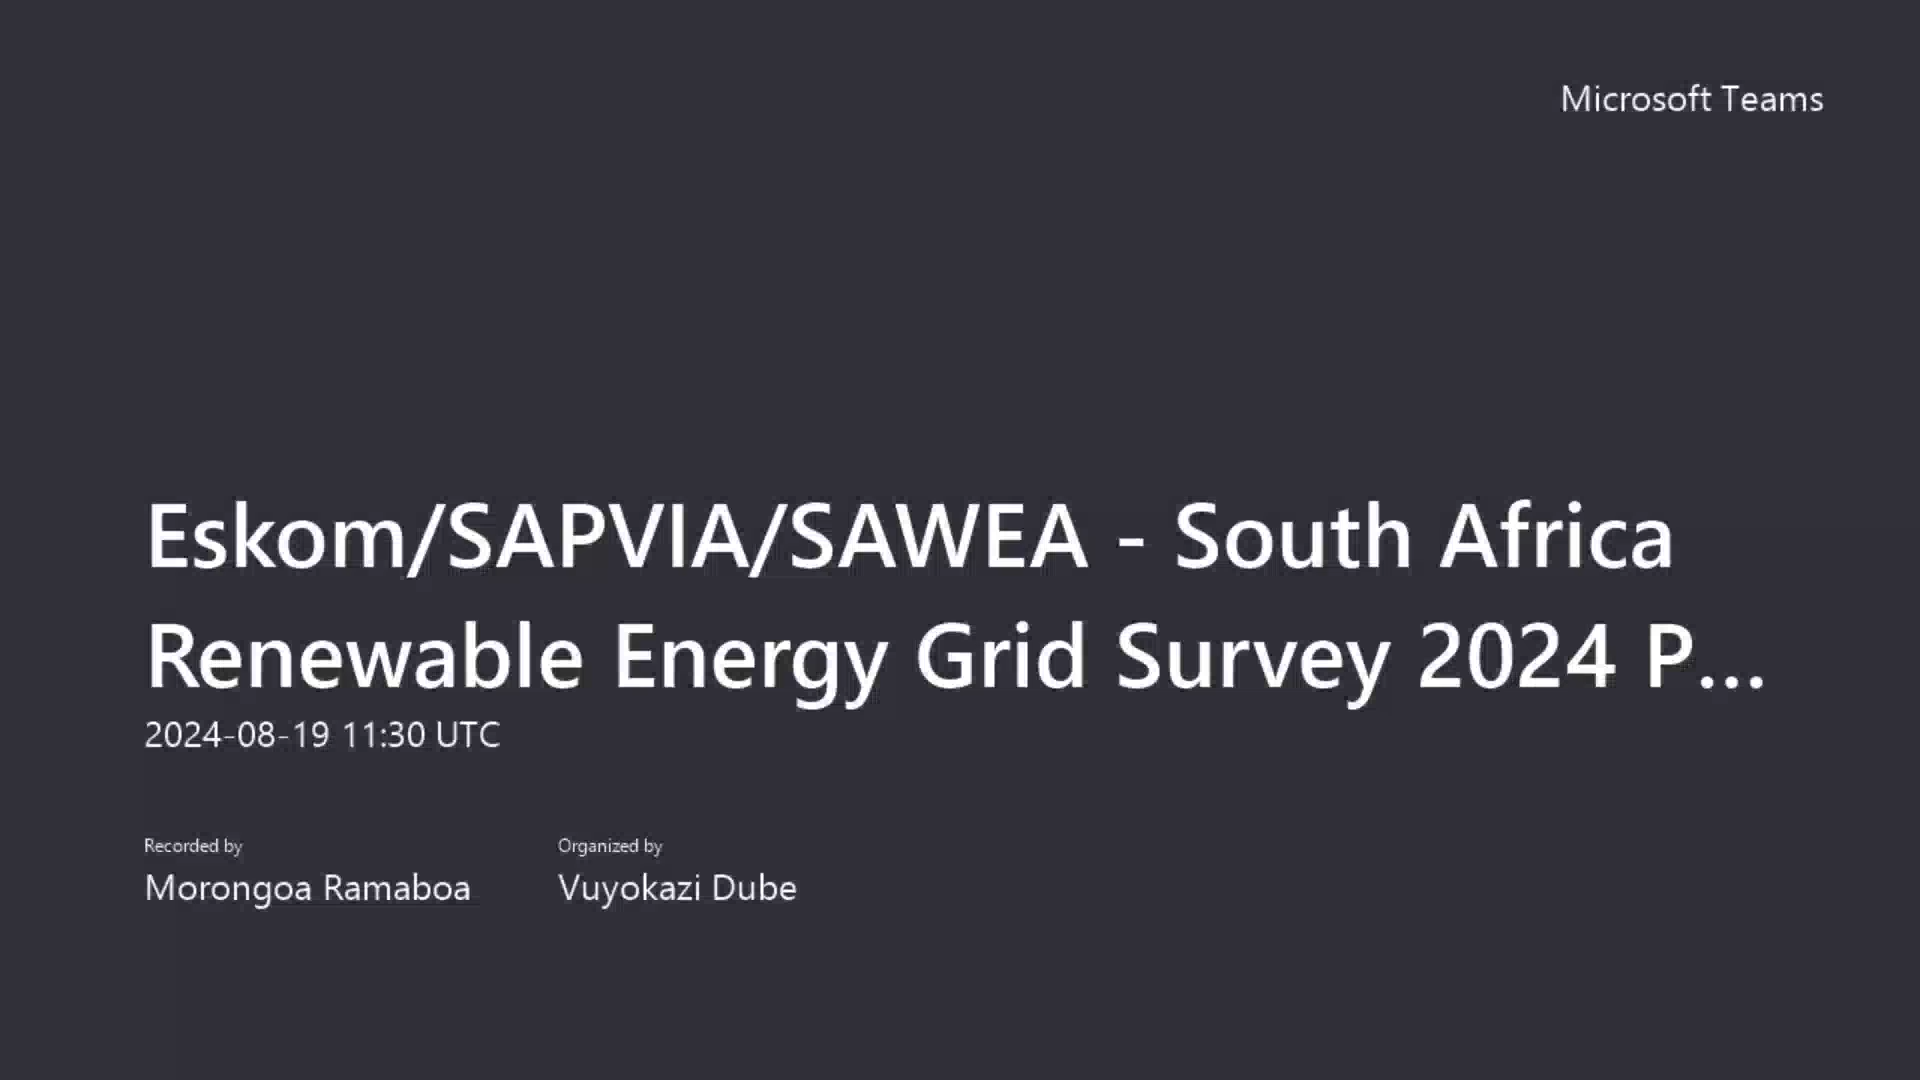 Microsoft Teams
Eskom/SAPVIA/SAWEA - South Africa
Renewable Energy Grid Survey 2024 P...
2024-08-19 11:30 UTC
Recorded by
Organized by
Morongoa Ramaboa
Vuyokazi Dube